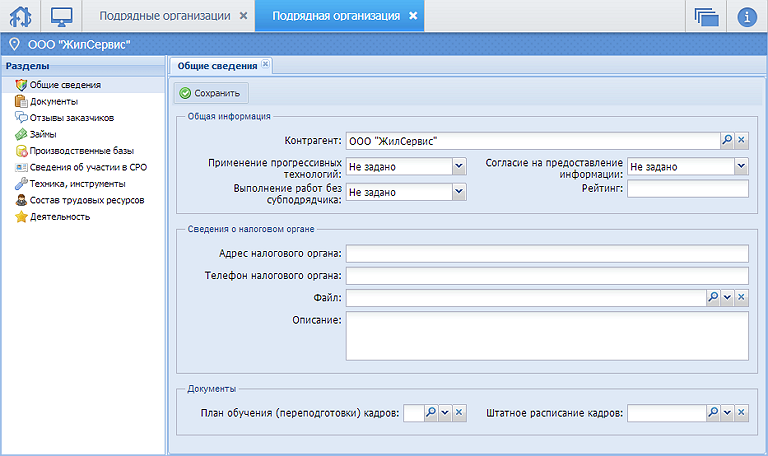 Подрядные организации
Подрядная организация
ООО "ЖилСервис"
Разделы
Общие сведения
Документы
Отзывы заказчиков
Займы
Производственные базы
Сведения об участии в СРО
Техника, инструменты
Состав трудовых ресурсов
Деятельность
Общие сведения
Сохранить
Общая информация
Контрагент: ООО "ЖилСервис"
Применение прогрессивных
технологий: Не задано
Согласие на предоставление
информации: Не задано
Выполнение работ без
субподрядчика: Не задано
Рейтинг:
Сведения о налоговом органе
Адрес налогового органа:
Телефон налогового органа:
Файл:
Описание:
Документы
План обучения (переподготовки) кадров:
Штатное расписание кадров: